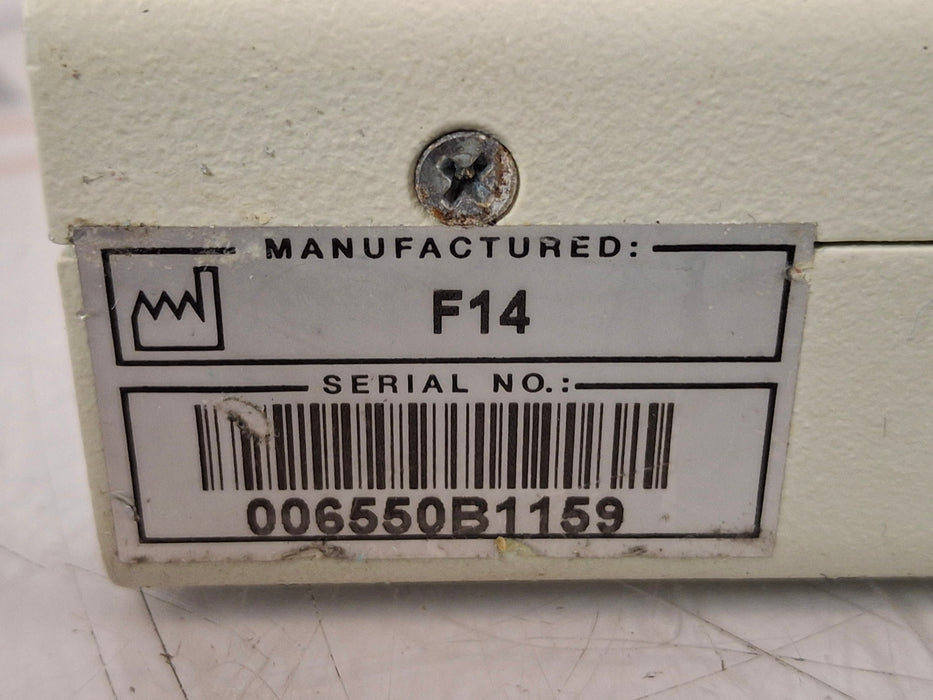 MANUFACTURED:
F14
SERIAL NO.:
006550B1159